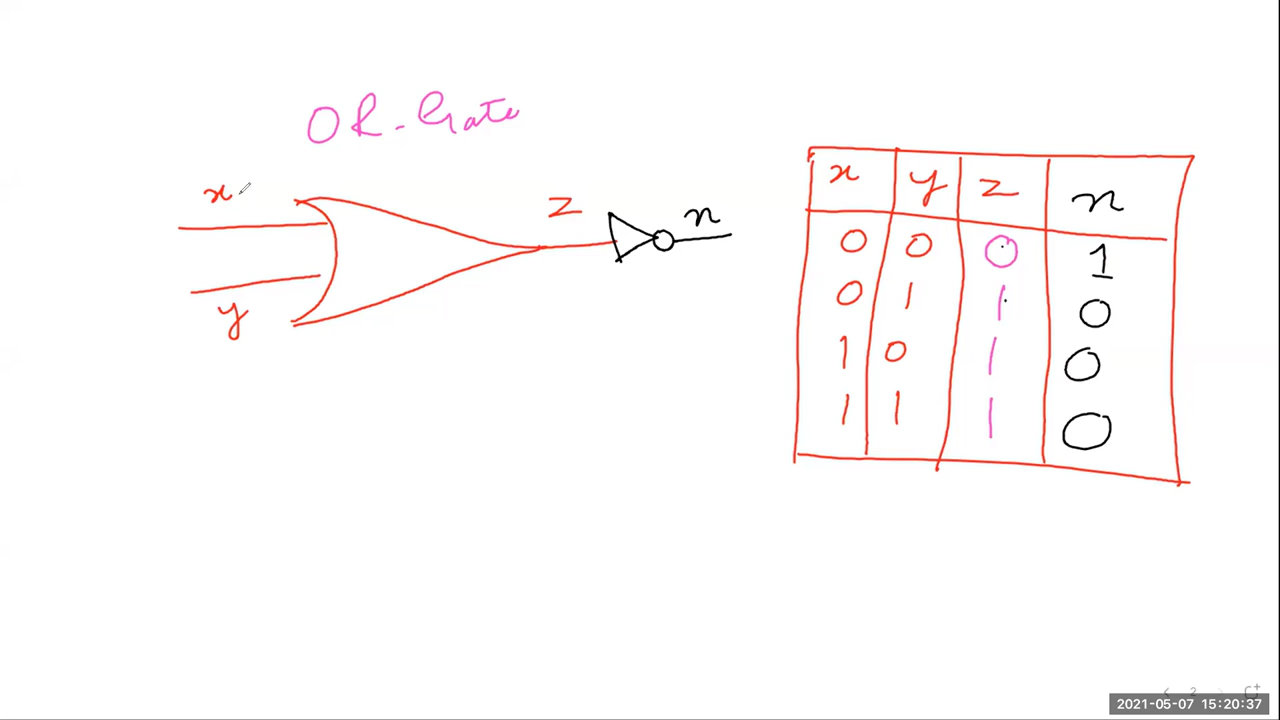 OR-Gate
x
y
z
n
x y z n
0 0 0 1
0 1 1 0
1 0 1 0
1 1 1 0
2
2021-05-07 15:20:37